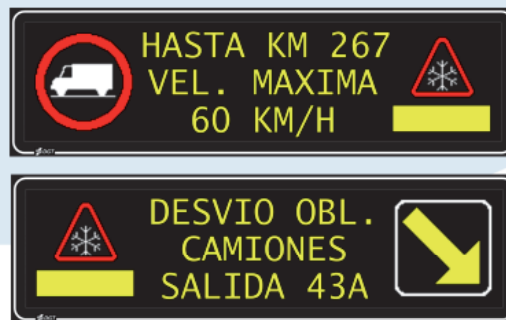 HASTA KM 267
VEL. MAXIMA
60 KM/H
DESVIO OBL.
CAMIONES
SALIDA 43A